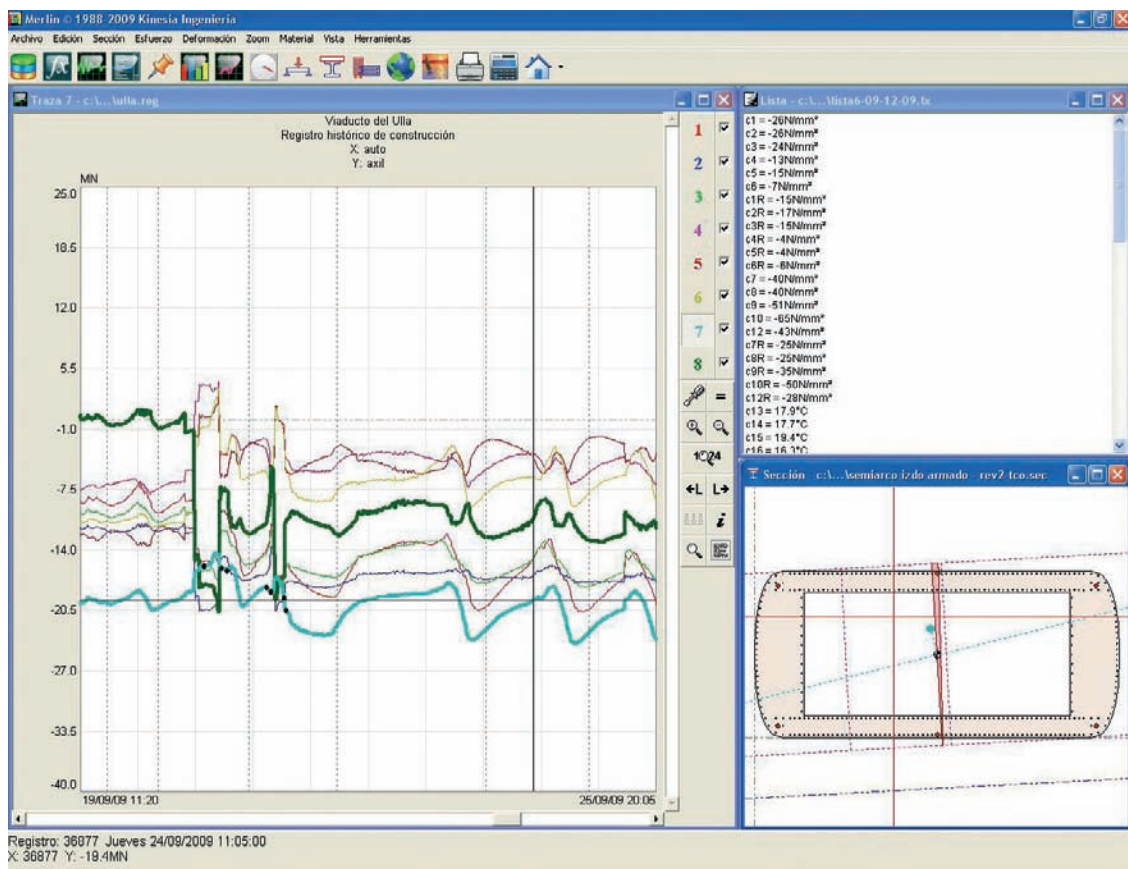 Merlin © 1988-2009 Kinesia Ingeniería
Archivo Edición Sección Esfuerzo Deformación Zoom Material Vista Herramientas
Traza 7 - c:\...\ulla.reg
Viaducto del Ulla
Registro histórico de construcción
X: auto
Y: axil
MN
25.0
18.5
12.0
5.5
-1.0
-7.5
-14.0
-20.5
-27.0
-33.5
-40.0
19/09/09 11:20
25/09/09 20:05
1
2
3
4
5
6
7
8
=
24
←L L→
i
Lista - c:\...\lista6-09-12-09.tx
c1 = -26N/mm²
c2 = -26N/mm²
c3 = -24N/mm²
c4 = -13N/mm²
c5 = -15N/mm²
c6 = -7N/mm²
c1R = -15N/mm²
c2R = -17N/mm²
c3R = -15N/mm²
c4R = -4N/mm²
c5R = -4N/mm²
c6R = -6N/mm²
c7 = -40N/mm²
c8 = -40N/mm²
c9 = -51N/mm²
c10 = -65N/mm²
c12 = -43N/mm²
c7R = -25N/mm²
c8R = -25N/mm²
c9R = -35N/mm²
c10R = -50N/mm²
c12R = -28N/mm²
c13 = 17.9°C
c14 = 17.7°C
c15 = 19.4°C
c16 = 16.3°C
Sección - c:\...\semiarco izdo armado - rev2-tco.sec
Registro: 36877 Jueves 24/09/2009 11:05:00
X: 36877 Y: -19.4MN